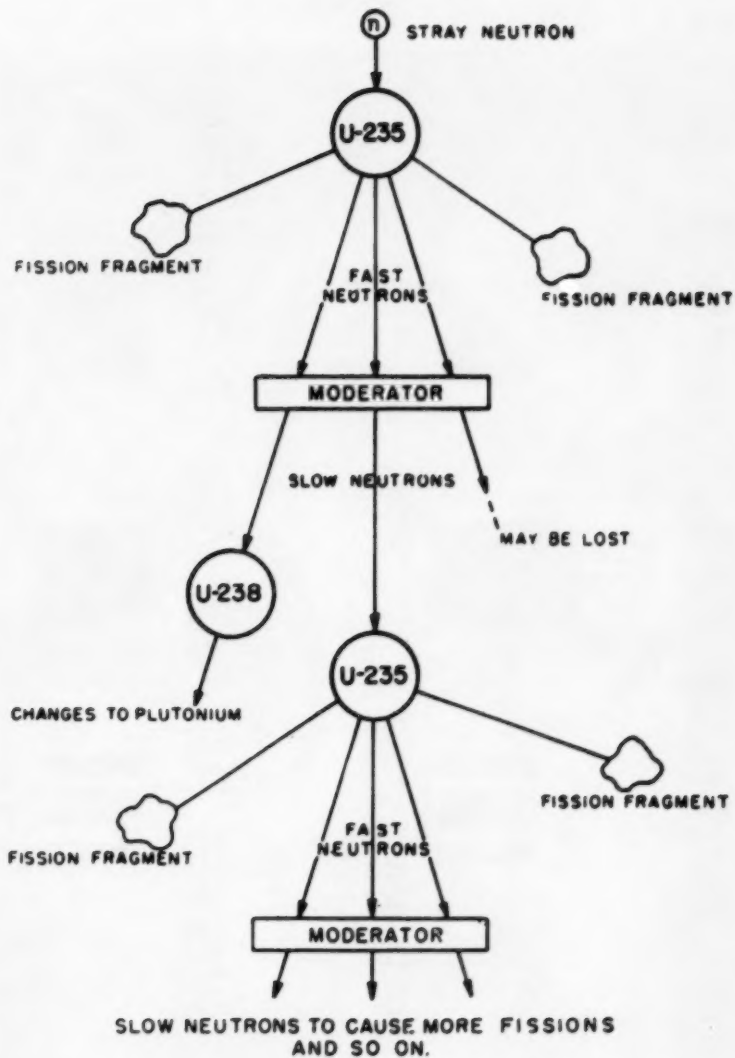 n STRAY NEUTRON
U-235
FISSION FRAGMENT
FISSION FRAGMENT
FAST
NEUTRONS
MODERATOR
SLOW NEUTRONS
MAY BE LOST
U-238
U-235
CHANGES TO PLUTONIUM
FISSION FRAGMENT
FISSION FRAGMENT
FAST
NEUTRONS
MODERATOR
SLOW NEUTRONS TO CAUSE MORE FISSIONS
AND SO ON.